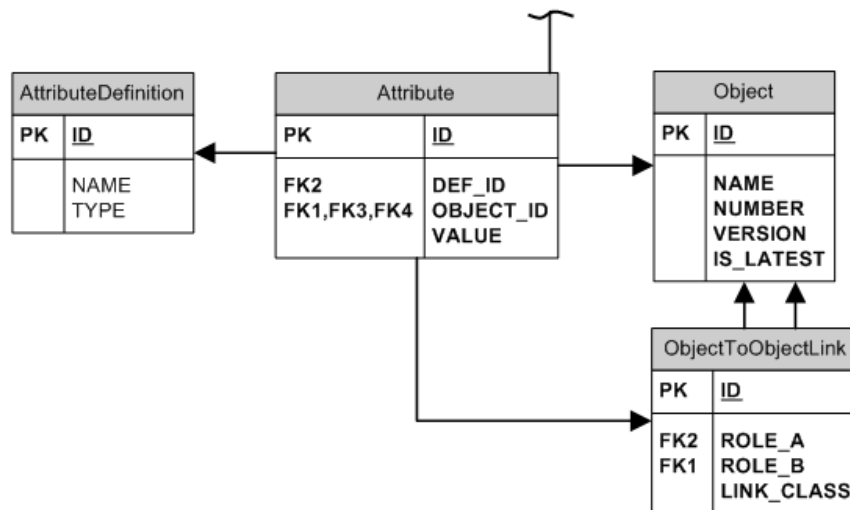 AttributeDefinition
PK ID
NAME
TYPE
Attribute
PK ID
FK2 DEF_ID
FK1,FK3,FK4 OBJECT_ID
VALUE
Object
PK ID
NAME
NUMBER
VERSION
IS_LATEST
ObjectToObjectLink
PK ID
FK2 ROLE_A
FK1 ROLE_B
LINK_CLASS